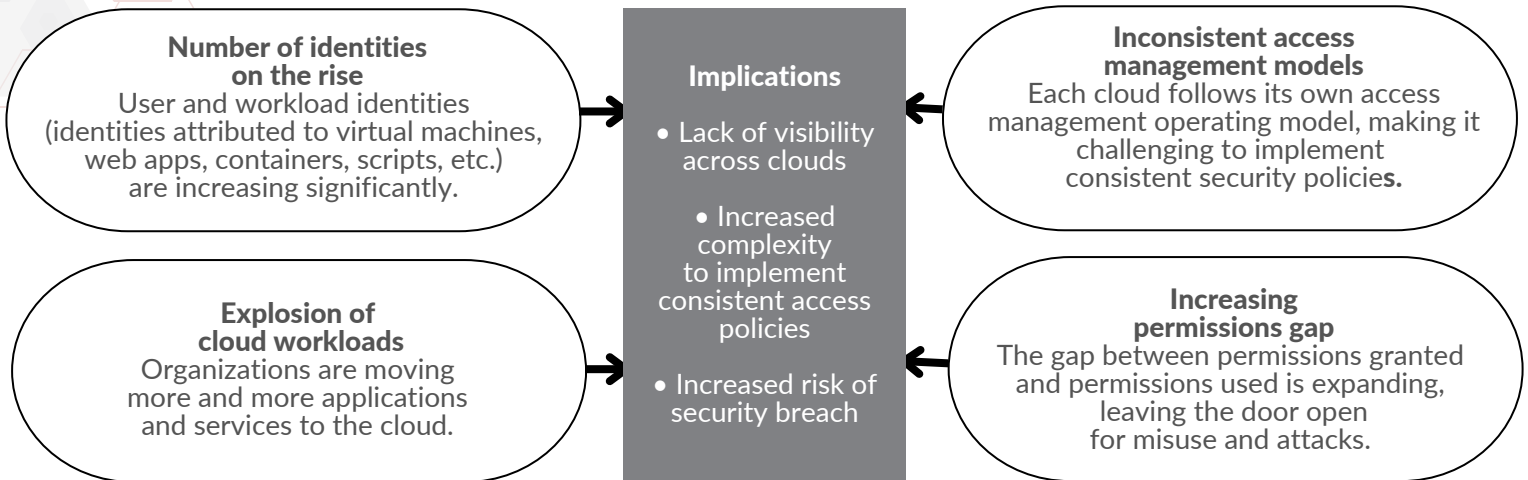 Number of identities
on the rise
User and workload identities
(identities attributed to virtual machines,
web apps, containers, scripts, etc.)
are increasing significantly.
Explosion of
cloud workloads
Organizations are moving
more and more applications
and services to the cloud.
Implications
• Lack of visibility
across clouds
• Increased
complexity
to implement
consistent access
policies
• Increased risk of
security breach
Inconsistent access
management models
Each cloud follows its own access
management operating model, making it
challenging to implement
consistent security policies.
Increasing
permissions gap
The gap between permissions granted
and permissions used is expanding,
leaving the door open
for misuse and attacks.